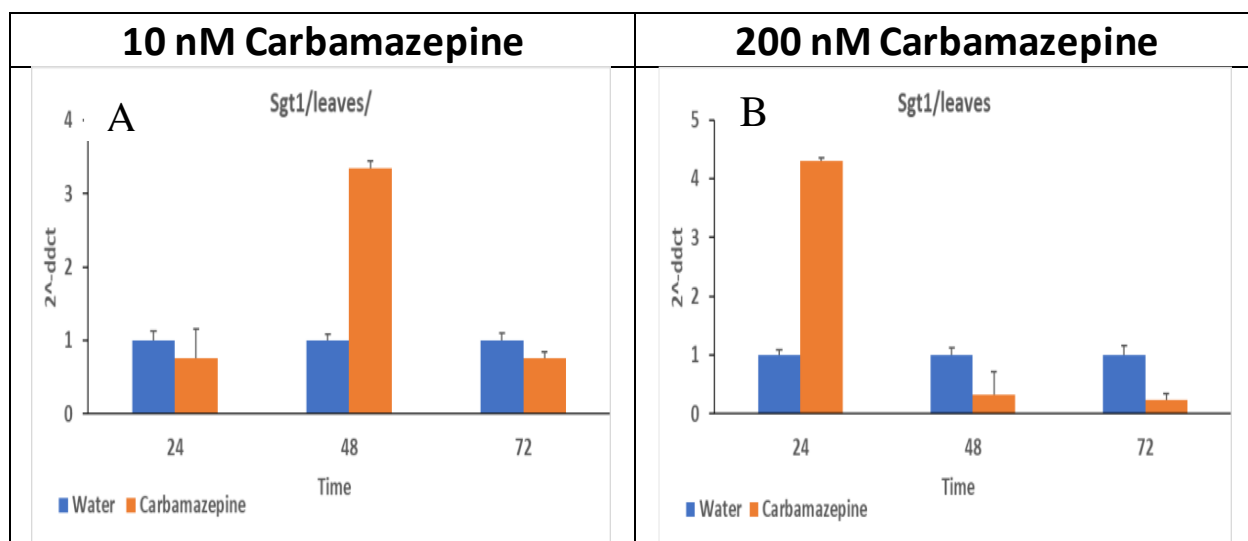 10 nM Carbamazepine
200 nM Carbamazepine
A
Sgt1/leaves/
4
3
2
1
0
2^-ddct
24 48 72
Time
Water Carbamazepine
B
Sgt1/leaves
5
4
3
2
1
0
2^-ddct
24 48 72
Time
Water Carbamazepine